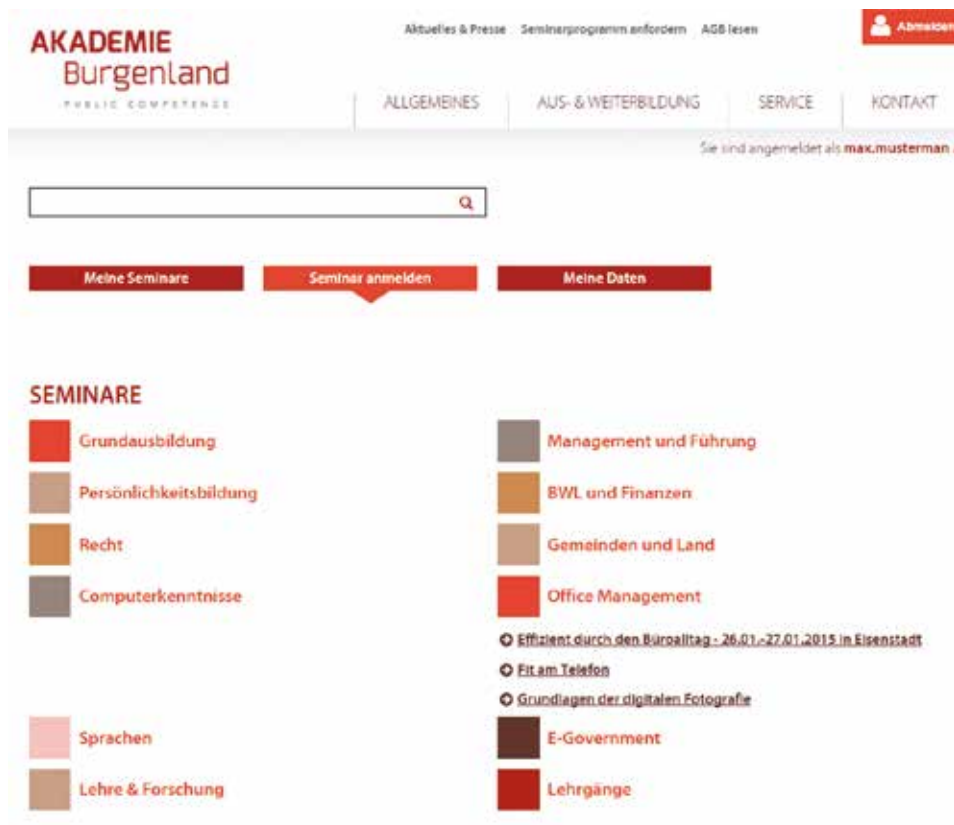 AKADEMIE
Burgenland
PUBLIC COMPETENCE
Aktuelles & Presse Seminarprogramm anfordern AGB lesen
Abmelden
ALLGEMEINES AUS- & WEITERBILDUNG SERVICE KONTAKT
Sie sind angemeldet als max.musterman
Meine Seminare Seminar anmelden Meine Daten
SEMINARE
Grundausbildung
Management und Führung
Persönlichkeitsbildung
BWL und Finanzen
Recht
Gemeinden und Land
Computerkenntnisse
Office Management
Effizient durch den Büroalltag - 26.01.-27.01.2015 in Eisenstadt
Fit am Telefon
Grundlagen der digitalen Fotografie
Sprachen
E-Government
Lehre & Forschung
Lehrgänge